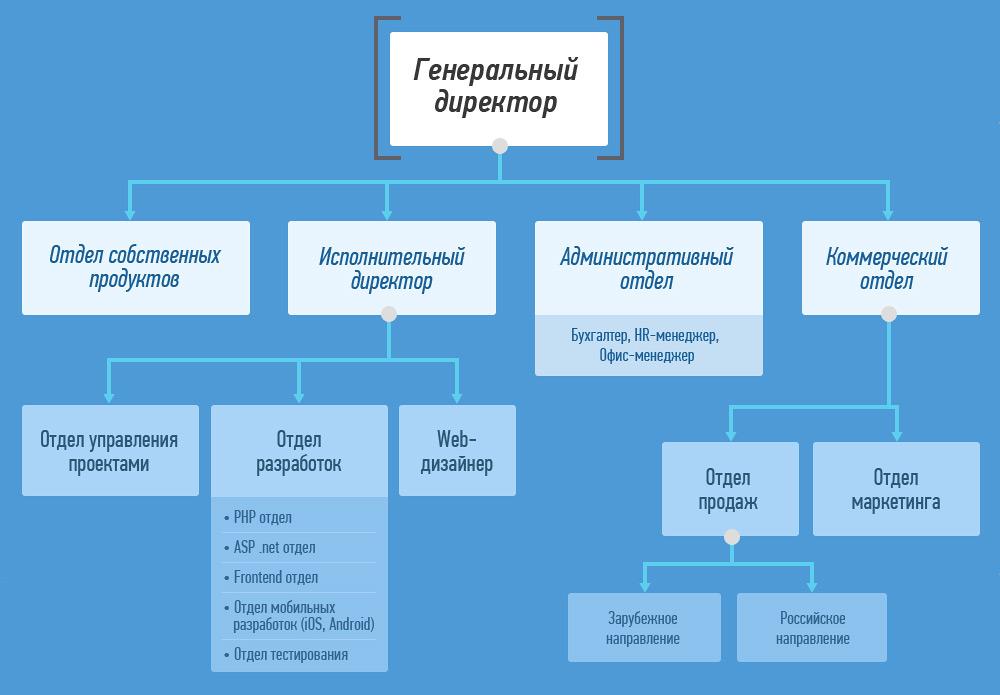 Генеральный
директор
Отдел собственных
продуктов
Исполнительный
директор
Административный
отдел
Бухгалтер, HR-менеджер,
Офис-менеджер
Коммерческий
отдел
Отдел управления
проектами
Отдел
разработок
• PHP отдел
• ASP .net отдел
• Frontend отдел
• Отдел мобильных
разработок (iOS, Android)
• Отдел тестирования
Web-
дизайнер
Отдел
продаж
Отдел
маркетинга
Зарубежное
направление
Российское
направление